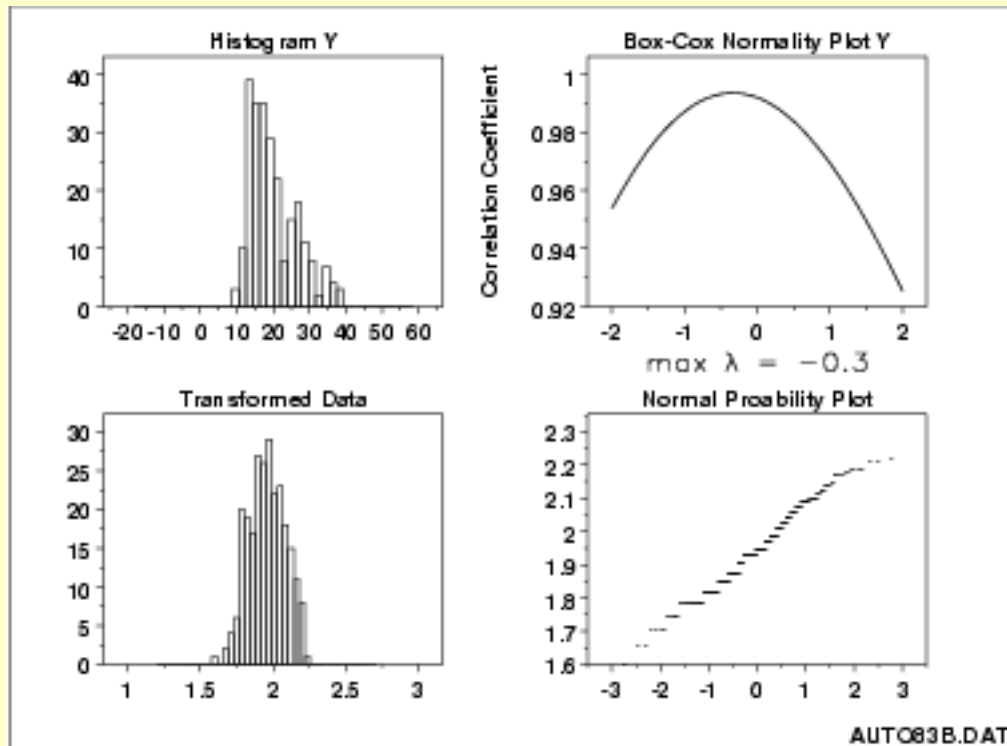 Histogram Y
40
30
20
10
0
-20 -10 0 10 20 30 40 50 60
Box-Cox Normality Plot Y
Correlation Coefficient
1
0.98
0.96
0.94
0.92
-2 -1 0 1 2
max λ = -0.3
Transformed Data
30
25
20
15
10
5
0
1 1.5 2 2.5 3
Normal Proability Plot
2.3
2.2
2.1
2
1.9
1.8
1.7
1.6
-3 -2 -1 0 1 2 3
AUTO83B.DAT